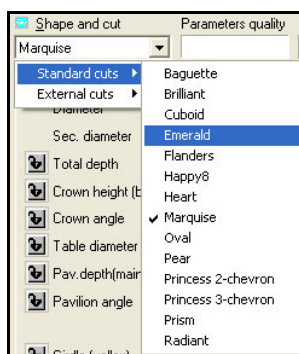 Shape and cut
Parameters quality
Marquise
Standard cuts
External cuts
Baguette
Brilliant
Cuboid
Emerald
Flanders
Happy8
Heart
Marquise
Oval
Pear
Princess 2-chevron
Princess 3-chevron
Prism
Radiant
Diameter
Sec. diameter
Total depth
Crown height (b
Crown angle
Table diameter
Pav.depth(main
Pavilion angle